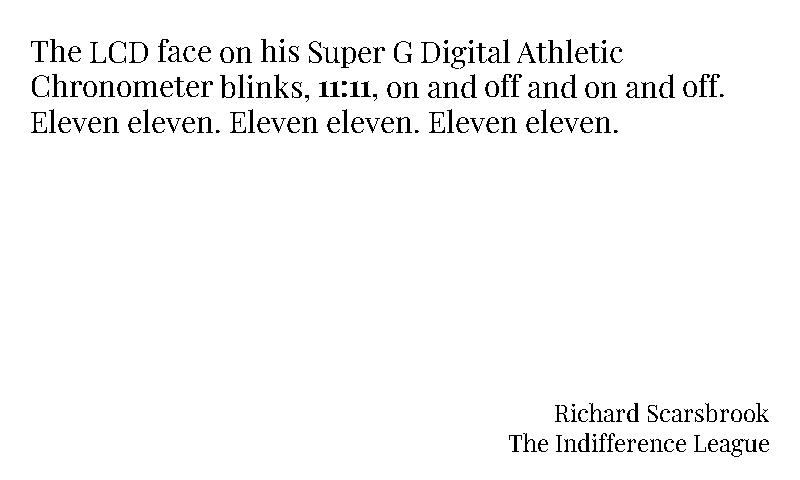 The LCD face on his Super G Digital Athletic
Chronometer blinks, 11:11, on and off and on and off.
Eleven eleven. Eleven eleven. Eleven eleven.
Richard Scarsbrook
The Indifference League